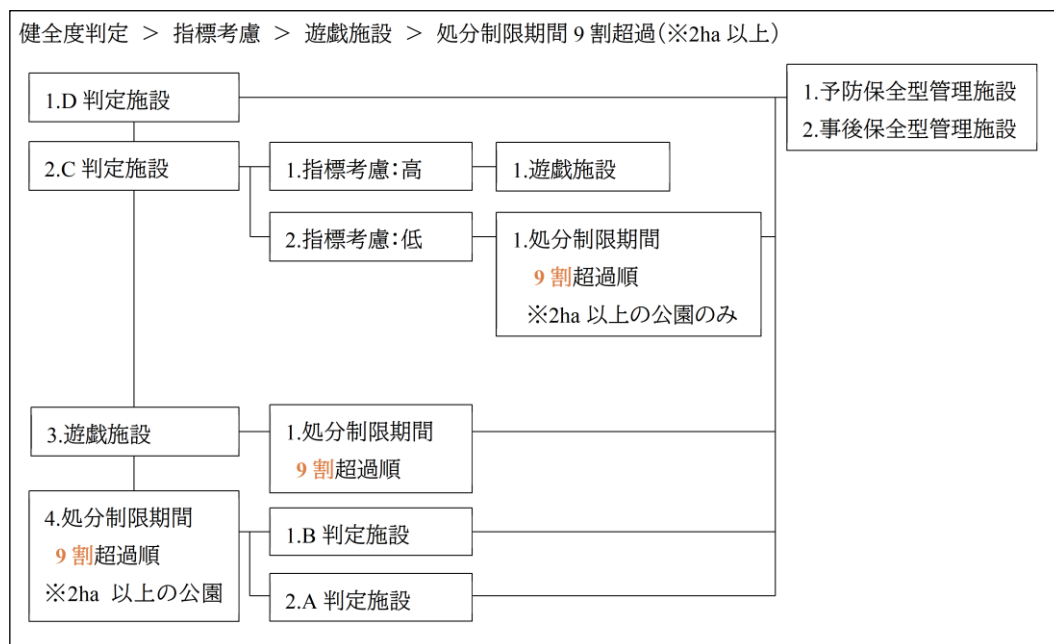 健全度判定 > 指標考慮 > 遊戯施設 > 処分制限期間 9 割超過(※2ha 以上)
1.D 判定施設
1.予防保全型管理施設
2.事後保全型管理施設
2.C 判定施設
1.指標考慮:高
1.遊戯施設
2.指標考慮:低
1.処分制限期間
9 割超過順
※2ha 以上の公園のみ
3.遊戯施設
1.処分制限期間
9 割超過順
4.処分制限期間
9 割超過順
※2ha 以上の公園
1.B 判定施設
2.A 判定施設